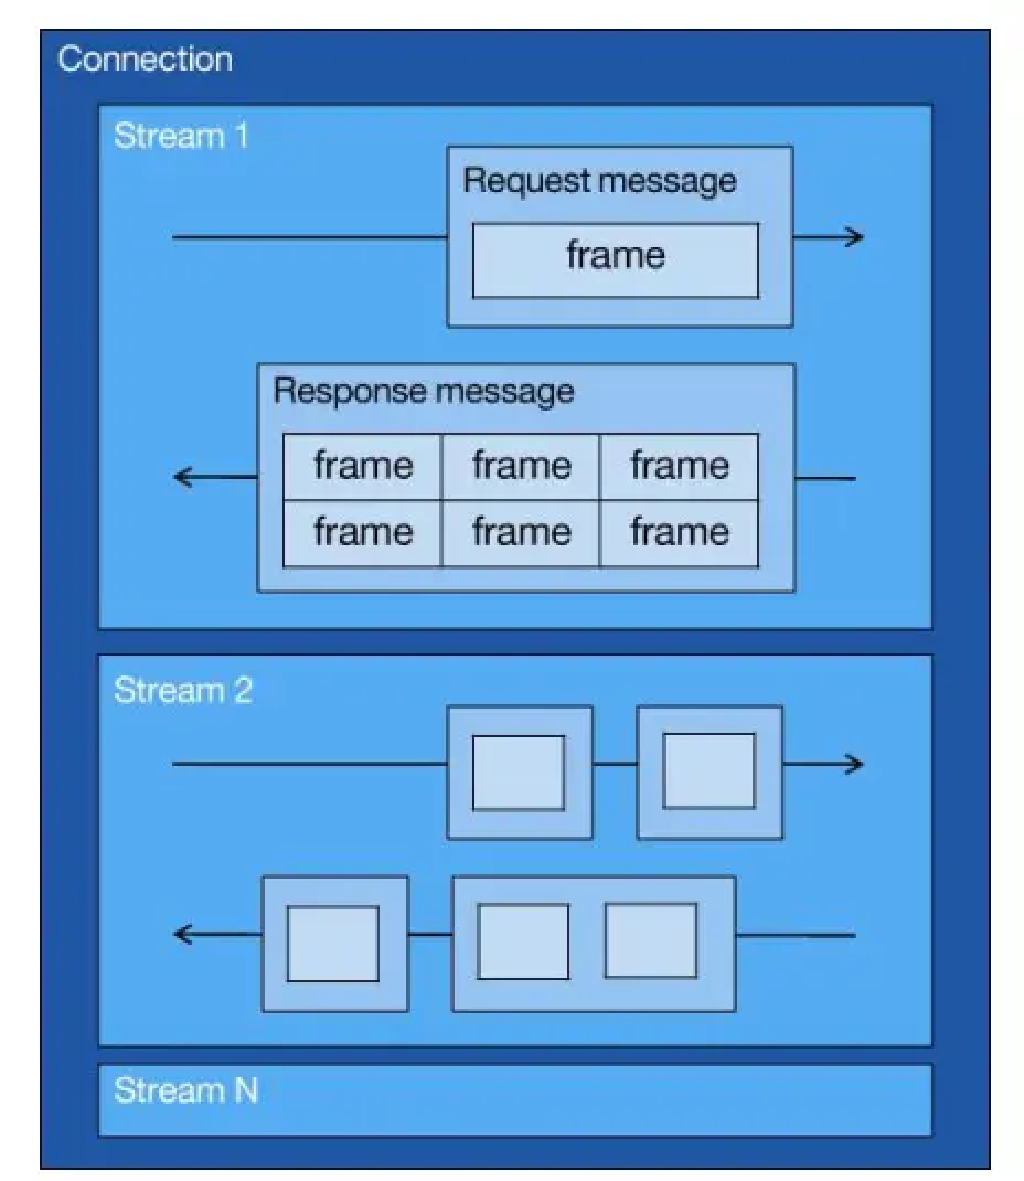 Connection
Stream 1
Request message
frame
Response message
frame frame frame
frame frame frame
Stream 2
Stream N